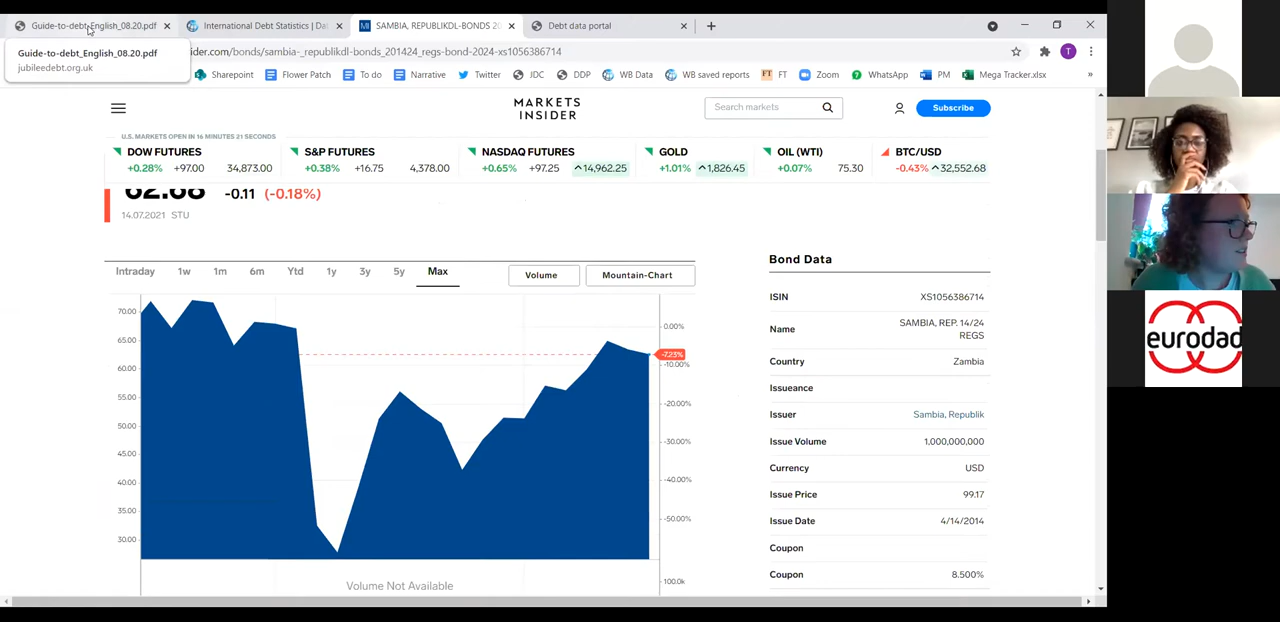 Guide-to-debt_English_08.20.pdf
International Debt Statistics | Da
SAMBIA, REPUBLIKDL-BONDS 20
Debt data portal
Guide-to-debt_English_08.20.pdf
jubileedebt.org.uk
ider.com/bonds/sambia-_republikdl-bonds_201424_regs-bond-2024-xs1056386714
T
Sharepoint
Flower Patch
To do
Narrative
Twitter
JDC
DDP
WB Data
WB saved reports
FT FT
Zoom
WhatsApp
PM
Mega Tracker.xlsx
»
MARKETS
INSIDER
Search markets
Subscribe
U.S. MARKETS OPEN IN 16 MINUTES 21 SECONDS
DOW FUTURES
+0.28% +97.00 34,873.00
S&P FUTURES
+0.38% +16.75 4,378.00
NASDAQ FUTURES
+0.65% +97.25 14,962.25
GOLD
+1.01% 1,826.45
OIL (WTI)
+0.07% 75.30
BTC/USD
-0.43% 32,552.68
62.68 -0.11 (-0.18%)
14.07.2021 STU
Intraday 1w 1m 6m Ytd 1y 3y 5y Max
Volume
Mountain-Chart
70.00
65.00
60.00
55.00
50.00
45.00
40.00
35.00
30.00
0.00%
-7.23%
-10.00%
-20.00%
-30.00%
-40.00%
-50.00%
100.0k
Volume Not Available
Bond Data
ISIN XS1056386714
Name SAMBIA, REP. 14/24
REGS
Country Zambia
Issueance
Issuer Sambia, Republik
Issue Volume 1.000,000,000
Currency USD
Issue Price 99.17
Issue Date 4/14/2014
Coupon
Coupon 8.500%
eurodad